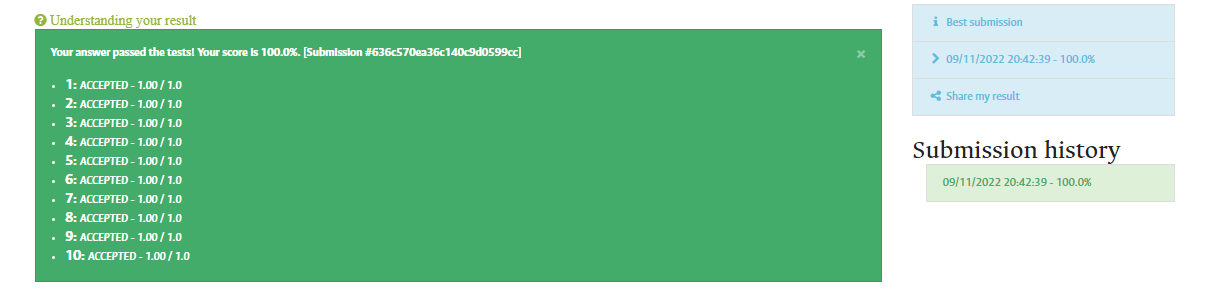 Understanding your result
Your answer passed the tests! Your score is 100.0%. [Submission #636c570ea36c140c9d0599cc]
×
1: ACCEPTED - 1.00 / 1.0
2: ACCEPTED - 1.00 / 1.0
3: ACCEPTED - 1.00 / 1.0
4: ACCEPTED - 1.00 / 1.0
5: ACCEPTED - 1.00 / 1.0
6: ACCEPTED - 1.00 / 1.0
7: ACCEPTED - 1.00 / 1.0
8: ACCEPTED - 1.00 / 1.0
9: ACCEPTED - 1.00 / 1.0
10: ACCEPTED - 1.00 / 1.0
Best submission
09/11/2022 20:42:39 - 100.0%
Share my result
Submission history
09/11/2022 20:42:39 - 100.0%